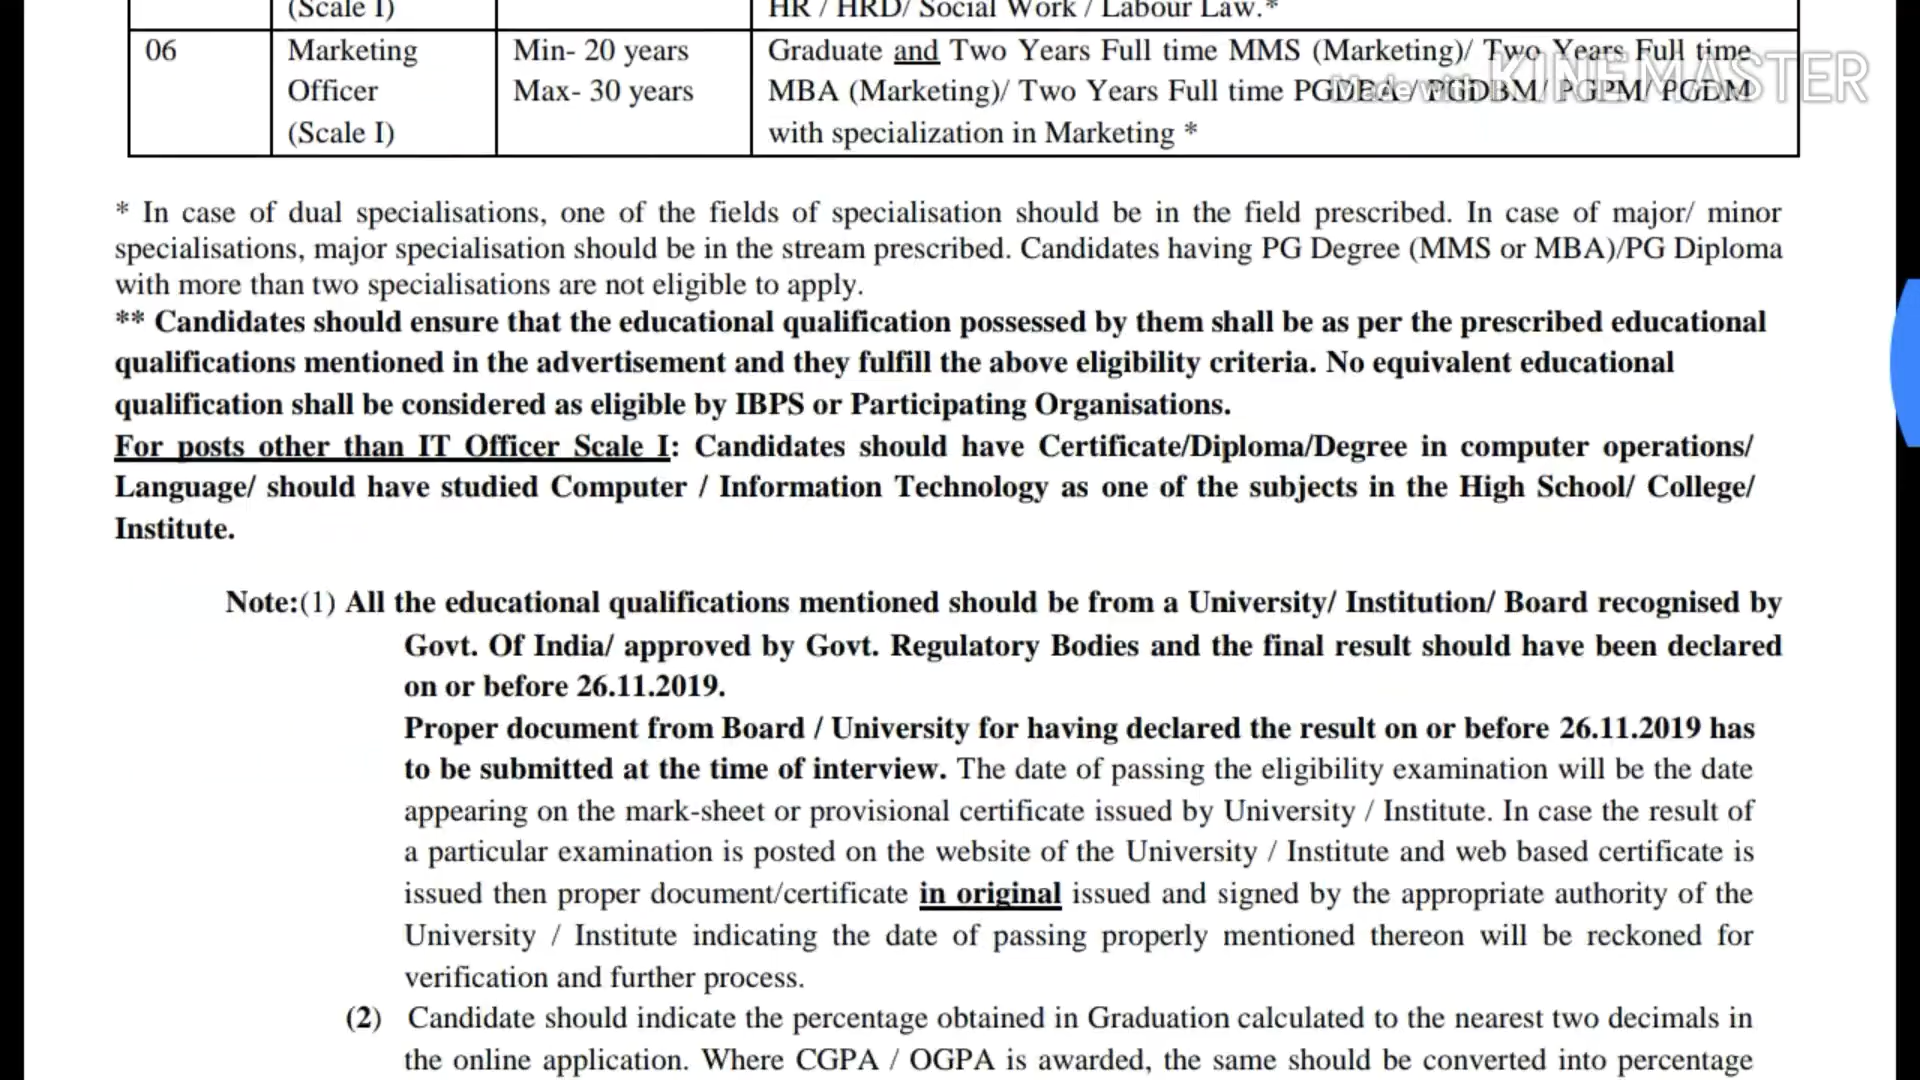 (Scale I)
HR / HRD/ Social Work / Labour Law.*
06
Marketing
Officer
(Scale I)
Min- 20 years
Max- 30 years
Graduate and Two Years Full time MMS (Marketing)/ Two Years Full time
MBA (Marketing)/ Two Years Full time PGDBA / PGDBM/ PGPM/ PGDM
with specialization in Marketing *
Made with KINEMASTER
* In case of dual specialisations, one of the fields of specialisation should be in the field prescribed. In case of major/ minor
specialisations, major specialisation should be in the stream prescribed. Candidates having PG Degree (MMS or MBA)/PG Diploma
with more than two specialisations are not eligible to apply.
** Candidates should ensure that the educational qualification possessed by them shall be as per the prescribed educational
qualifications mentioned in the advertisement and they fulfill the above eligibility criteria. No equivalent educational
qualification shall be considered as eligible by IBPS or Participating Organisations.
For posts other than IT Officer Scale I: Candidates should have Certificate/Diploma/Degree in computer operations/
Language/ should have studied Computer / Information Technology as one of the subjects in the High School/ College/
Institute.
Note:(1) All the educational qualifications mentioned should be from a University/ Institution/ Board recognised by
Govt. Of India/ approved by Govt. Regulatory Bodies and the final result should have been declared
on or before 26.11.2019.
Proper document from Board / University for having declared the result on or before 26.11.2019 has
to be submitted at the time of interview. The date of passing the eligibility examination will be the date
appearing on the mark-sheet or provisional certificate issued by University / Institute. In case the result of
a particular examination is posted on the website of the University / Institute and web based certificate is
issued then proper document/certificate in original issued and signed by the appropriate authority of the
University / Institute indicating the date of passing properly mentioned thereon will be reckoned for
verification and further process.
(2) Candidate should indicate the percentage obtained in Graduation calculated to the nearest two decimals in
the online application. Where CGPA / OGPA is awarded, the same should be converted into percentage